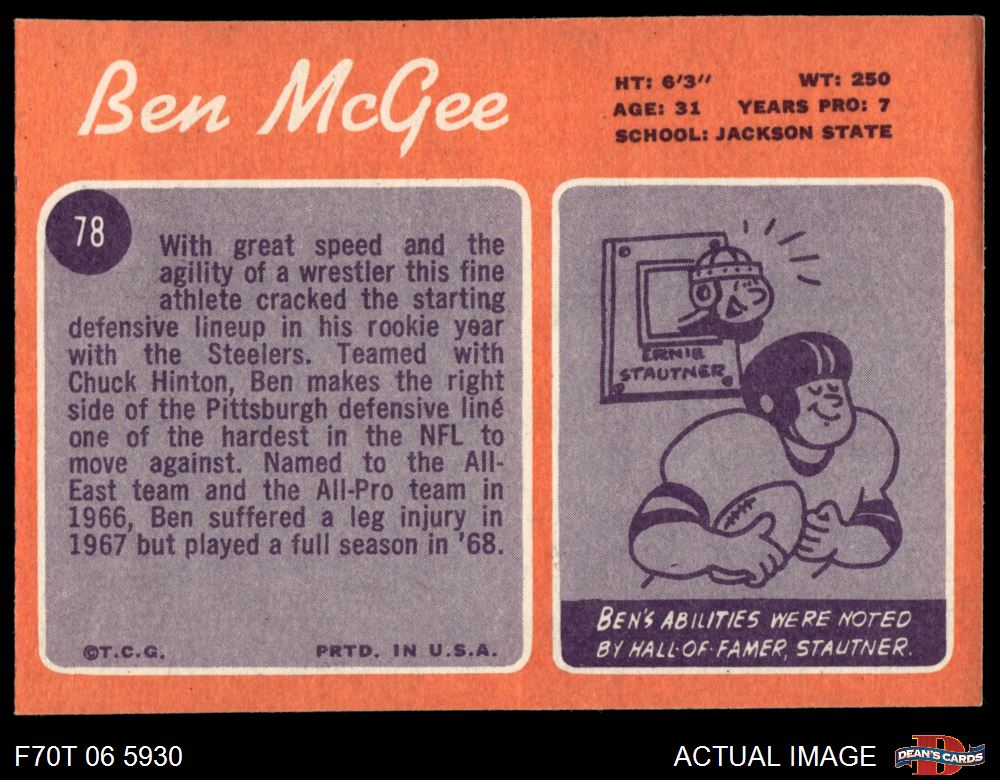 Ben McGee
HT: 6'3" WT: 250
AGE: 31 YEARS PRO: 7
SCHOOL: JACKSON STATE
78
With great speed and the
agility of a wrestler this fine
athlete cracked the starting
defensive lineup in his rookie year
with the Steelers. Teamed with
Chuck Hinton, Ben makes the right
side of the Pittsburgh defensive line
one of the hardest in the NFL to
move against. Named to the All-
East team and the All-Pro team in
1966, Ben suffered a leg injury in
1967 but played a full season in '68.
©T.C.G. PRTD. IN U.S.A.
ERNIE
STAUTNER
BEN'S ABILITIES WERE NOTED
BY HALL-OF-FAMER, STAUTNER.
F70T 06 5930
ACTUAL IMAGE
D
DEAN'S CARDS